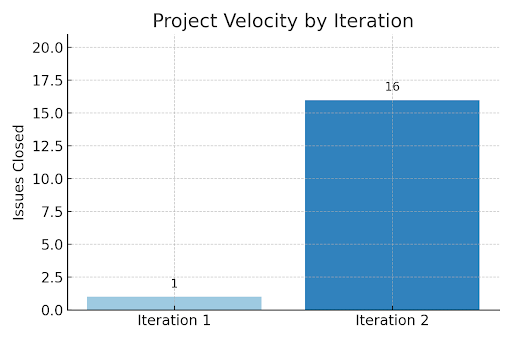 Project Velocity by Iteration
20.0
17.5
15.0
12.5
10.0
7.5
5.0
2.5
0.0
Issues Closed
1
16
Iteration 1
Iteration 2